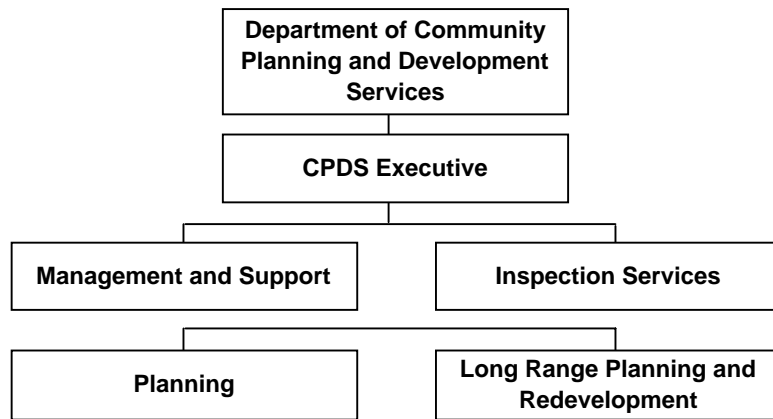 Department of Community
Planning and Development
Services
CPDS Executive
Management and Support
Inspection Services
Planning
Long Range Planning and
Redevelopment